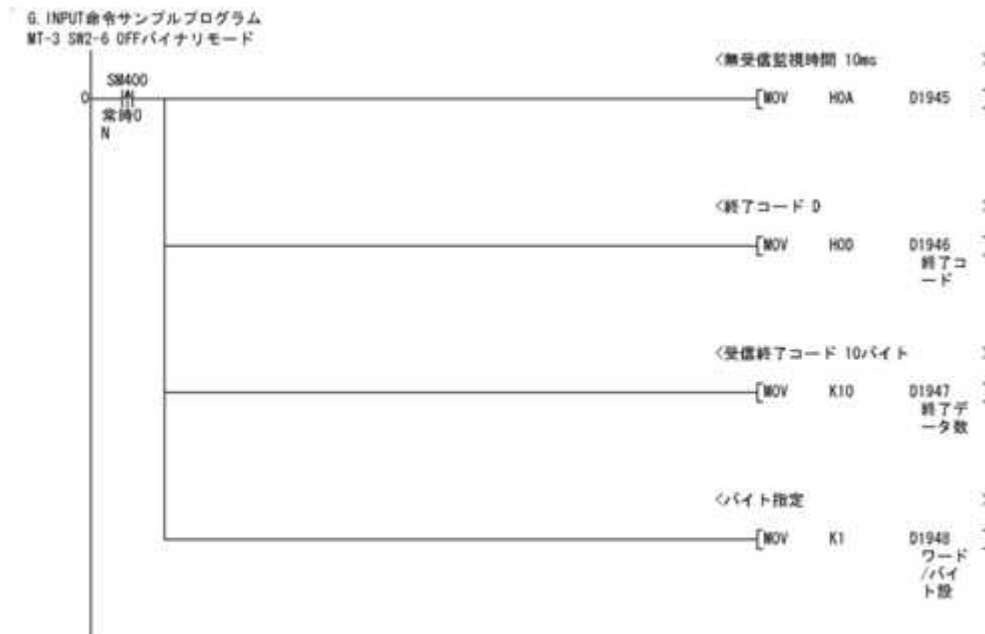 G.INPUT命令サンプルプログラム
MT-3 SW2-6 OFFバイナリモード
<無受信監視時間 10ms >
SM400
0
[MOV H0A D1945 ]
常時O
N
<終了コード D >
[MOV H0D D1946 ]
終了コ
ード
<受信終了コード 10バイト >
[MOV K10 D1947 ]
終了デ
ータ数
<バイト指定 >
[MOV K1 D1948 ]
ワード
/バイ
ト設